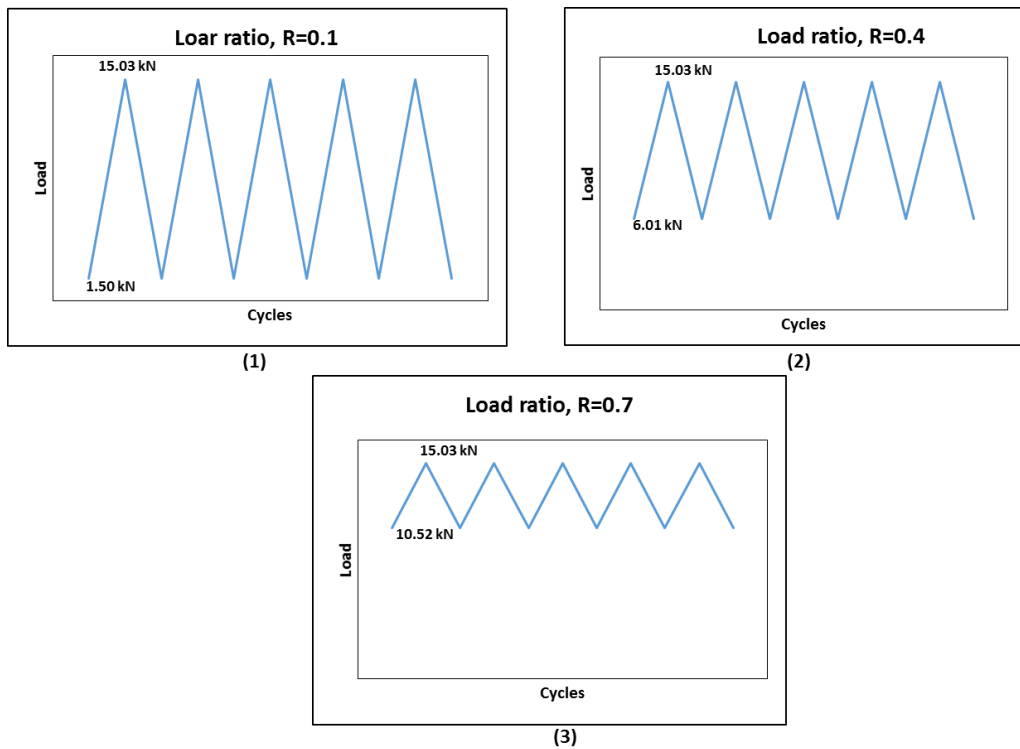 Loar ratio, R=0.1
15.03 kN
Load
1.50 kN
Cycles
(1)
Load ratio, R=0.4
15.03 kN
Load
6.01 kN
Cycles
(2)
Load ratio, R=0.7
15.03 kN
10.52 kN
Load
Cycles
(3)